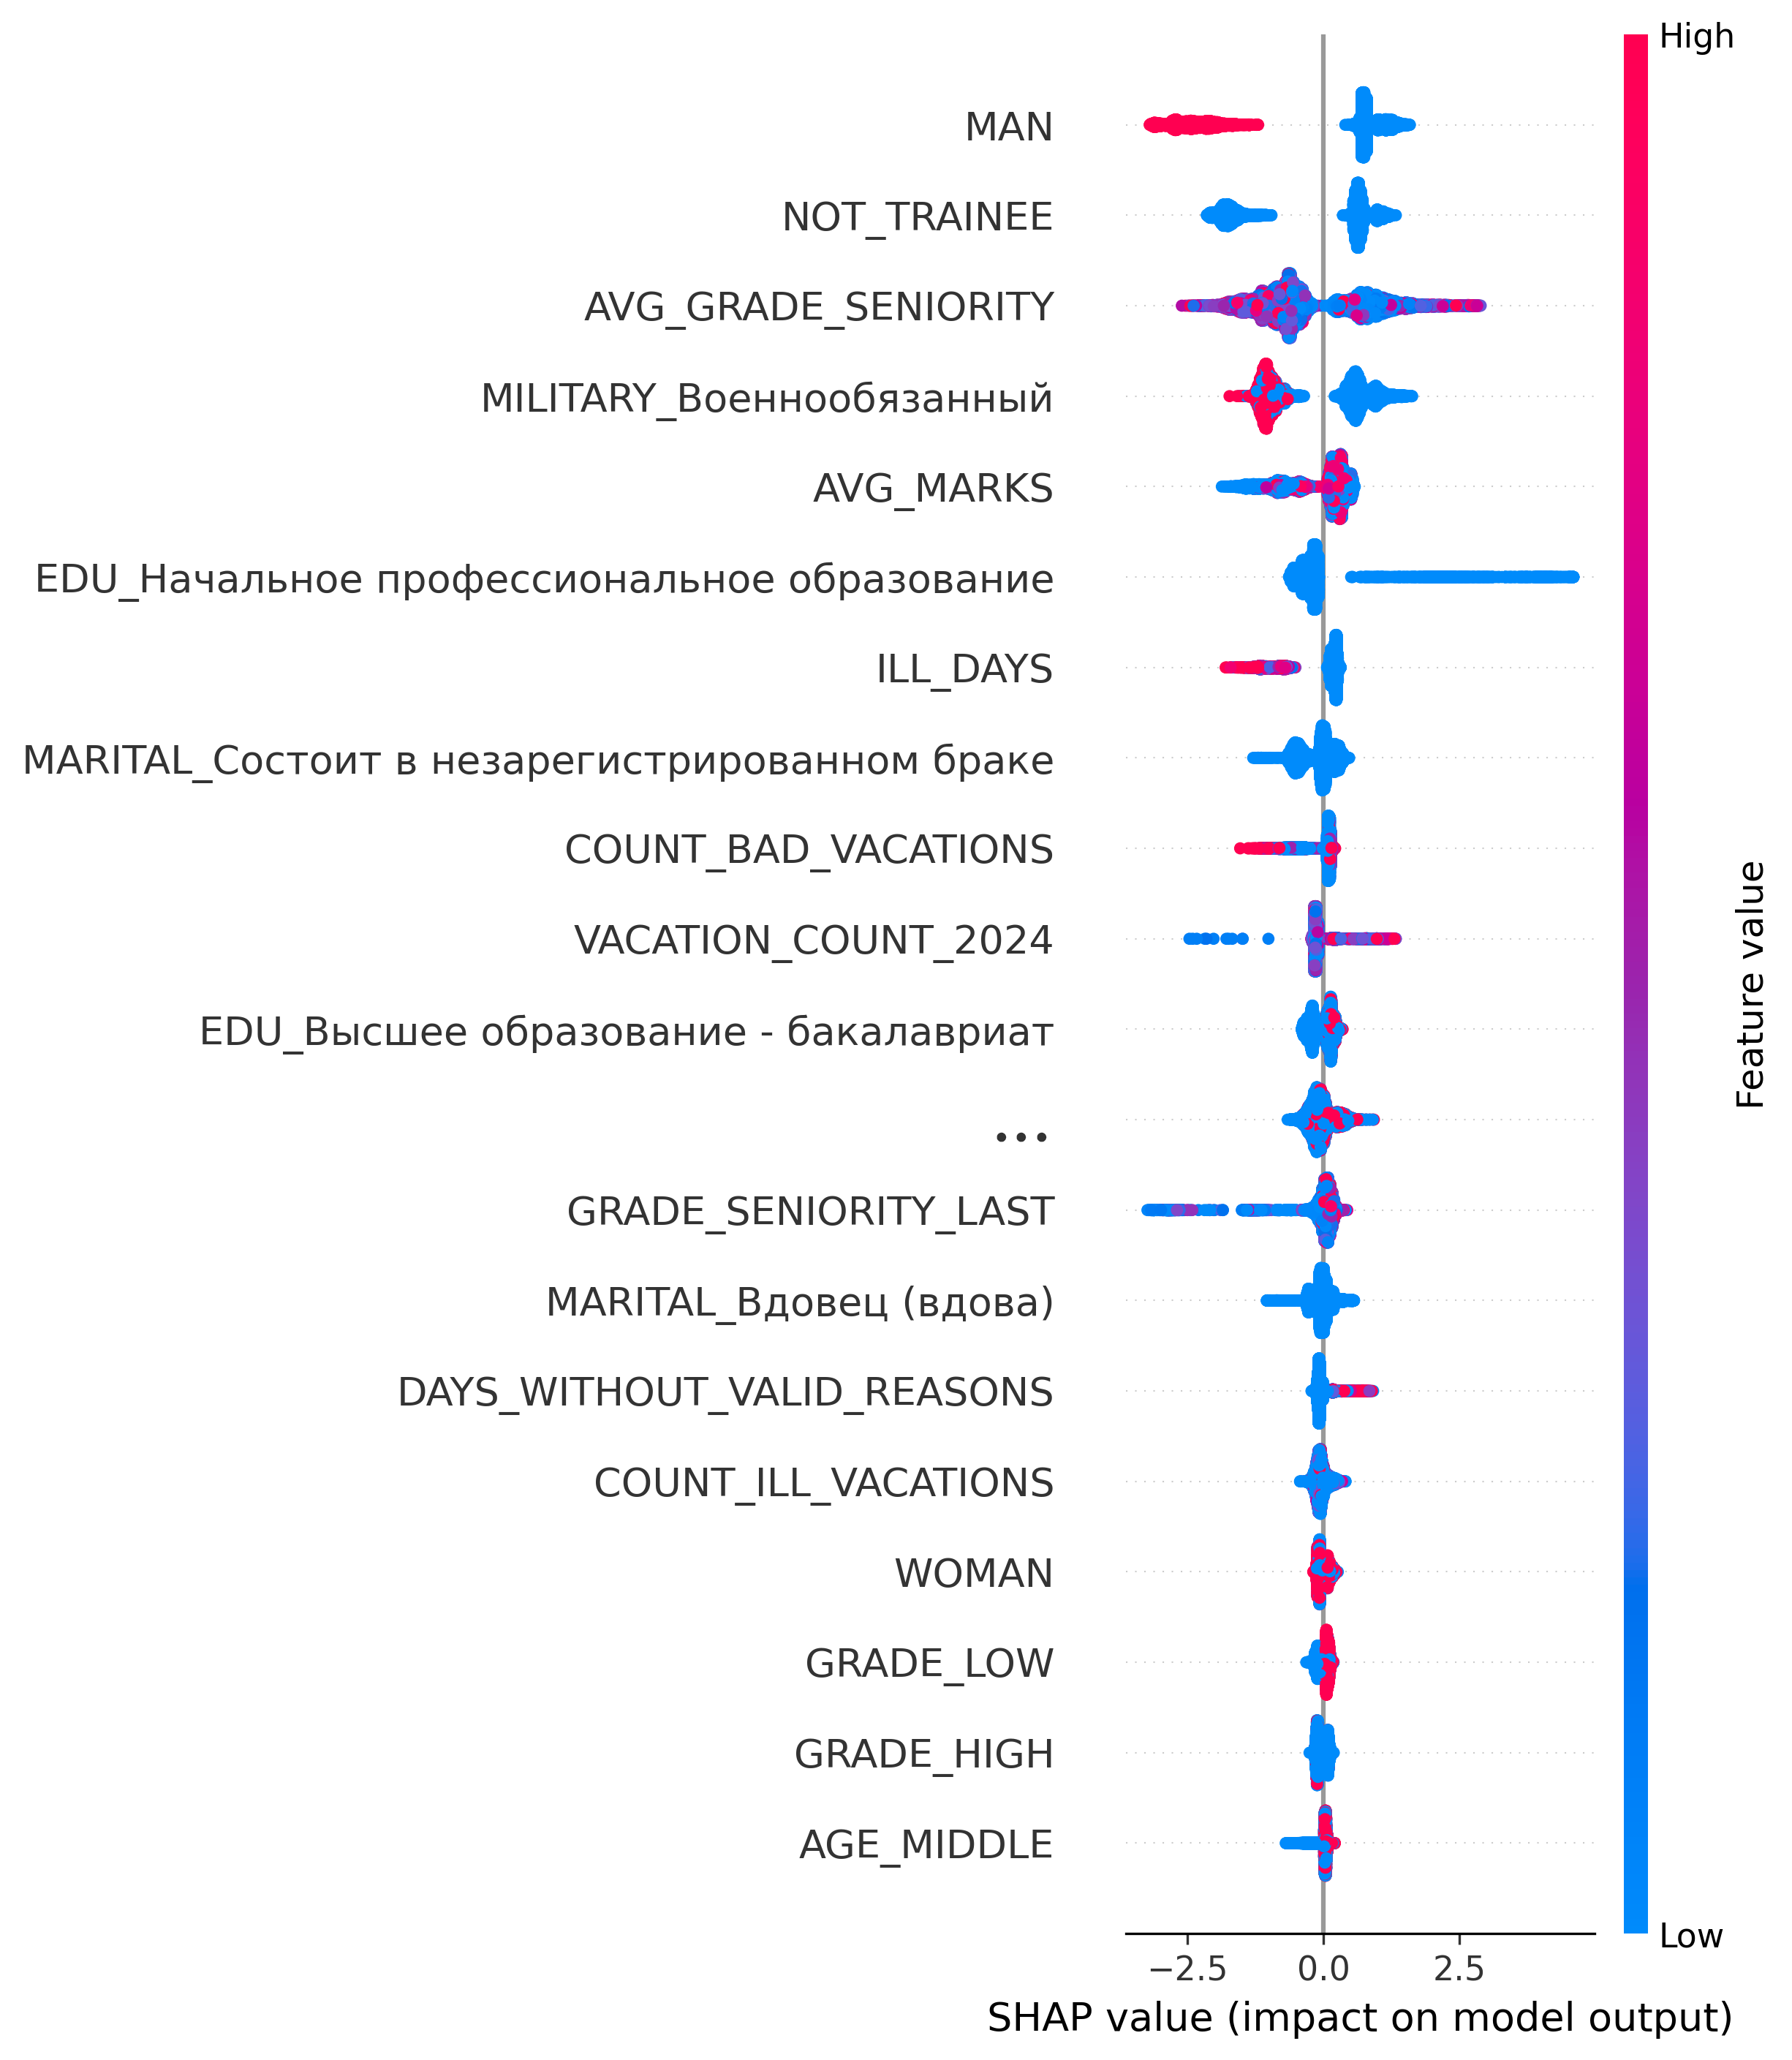 High
MAN
NOT_TRAINEE
AVG_GRADE_SENIORITY
MILITARY_Военнообязанный
AVG_MARKS
EDU_Начальное профессиональное образование
ILL_DAYS
MARITAL_Состоит в незарегистрированном браке
COUNT_BAD_VACATIONS
VACATION_COUNT_2024
EDU_Высшее образование - бакалавриат
...
GRADE_SENIORITY_LAST
MARITAL_Вдовец (вдова)
DAYS_WITHOUT_VALID_REASONS
COUNT_ILL_VACATIONS
WOMAN
GRADE_LOW
GRADE_HIGH
AGE_MIDDLE
Feature value
Low
−2.5 0.0 2.5
SHAP value (impact on model output)